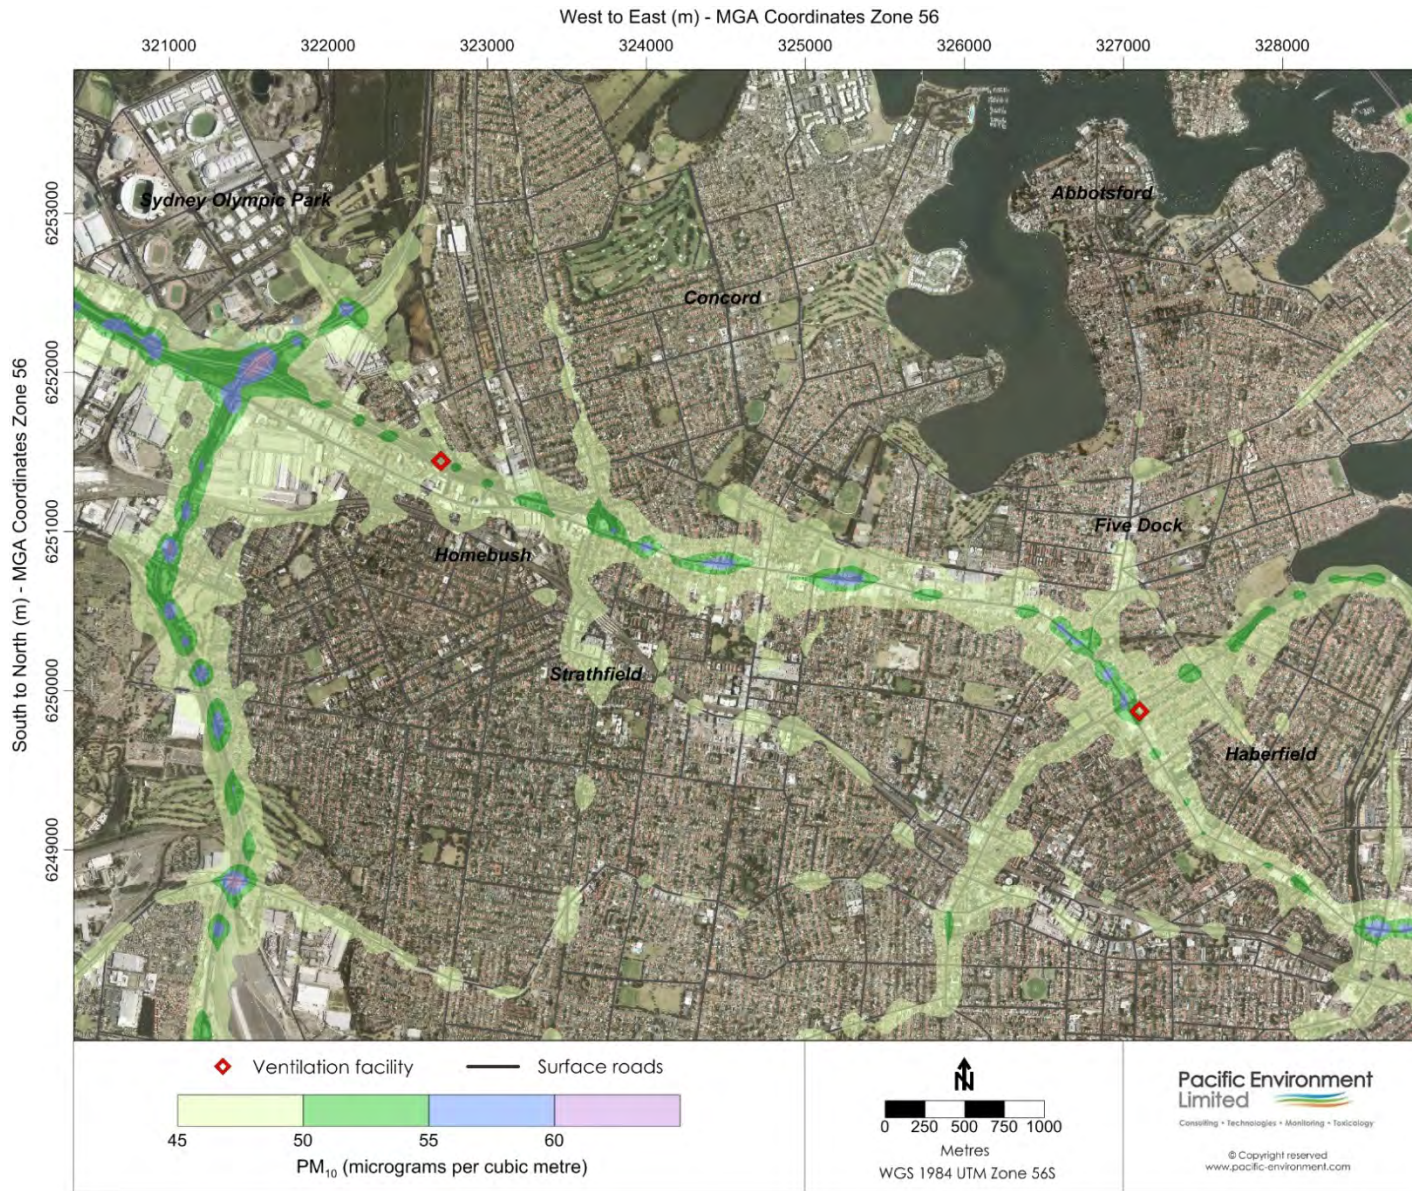 West to East (m) - MGA Coordinates Zone 56
321000 322000 323000 324000 325000 326000 327000 328000
South to North (m) - MGA Coordinates Zone 56
6253000
6252000
6251000
6250000
6249000
Sydney Olympic Park
Abbotsford
Concord
Five Dock
Homebush
Strathfield
Haberfield
Ventilation facility
Surface roads
45 50 55 60
PM10 (micrograms per cubic metre)
N
0 250 500 750 1000
Metres
WGS 1984 UTM Zone 56S
Pacific Environment
Limited
Consulting • Technologies • Monitoring • Toxicology
© Copyright reserved
www.pacific-environment.com